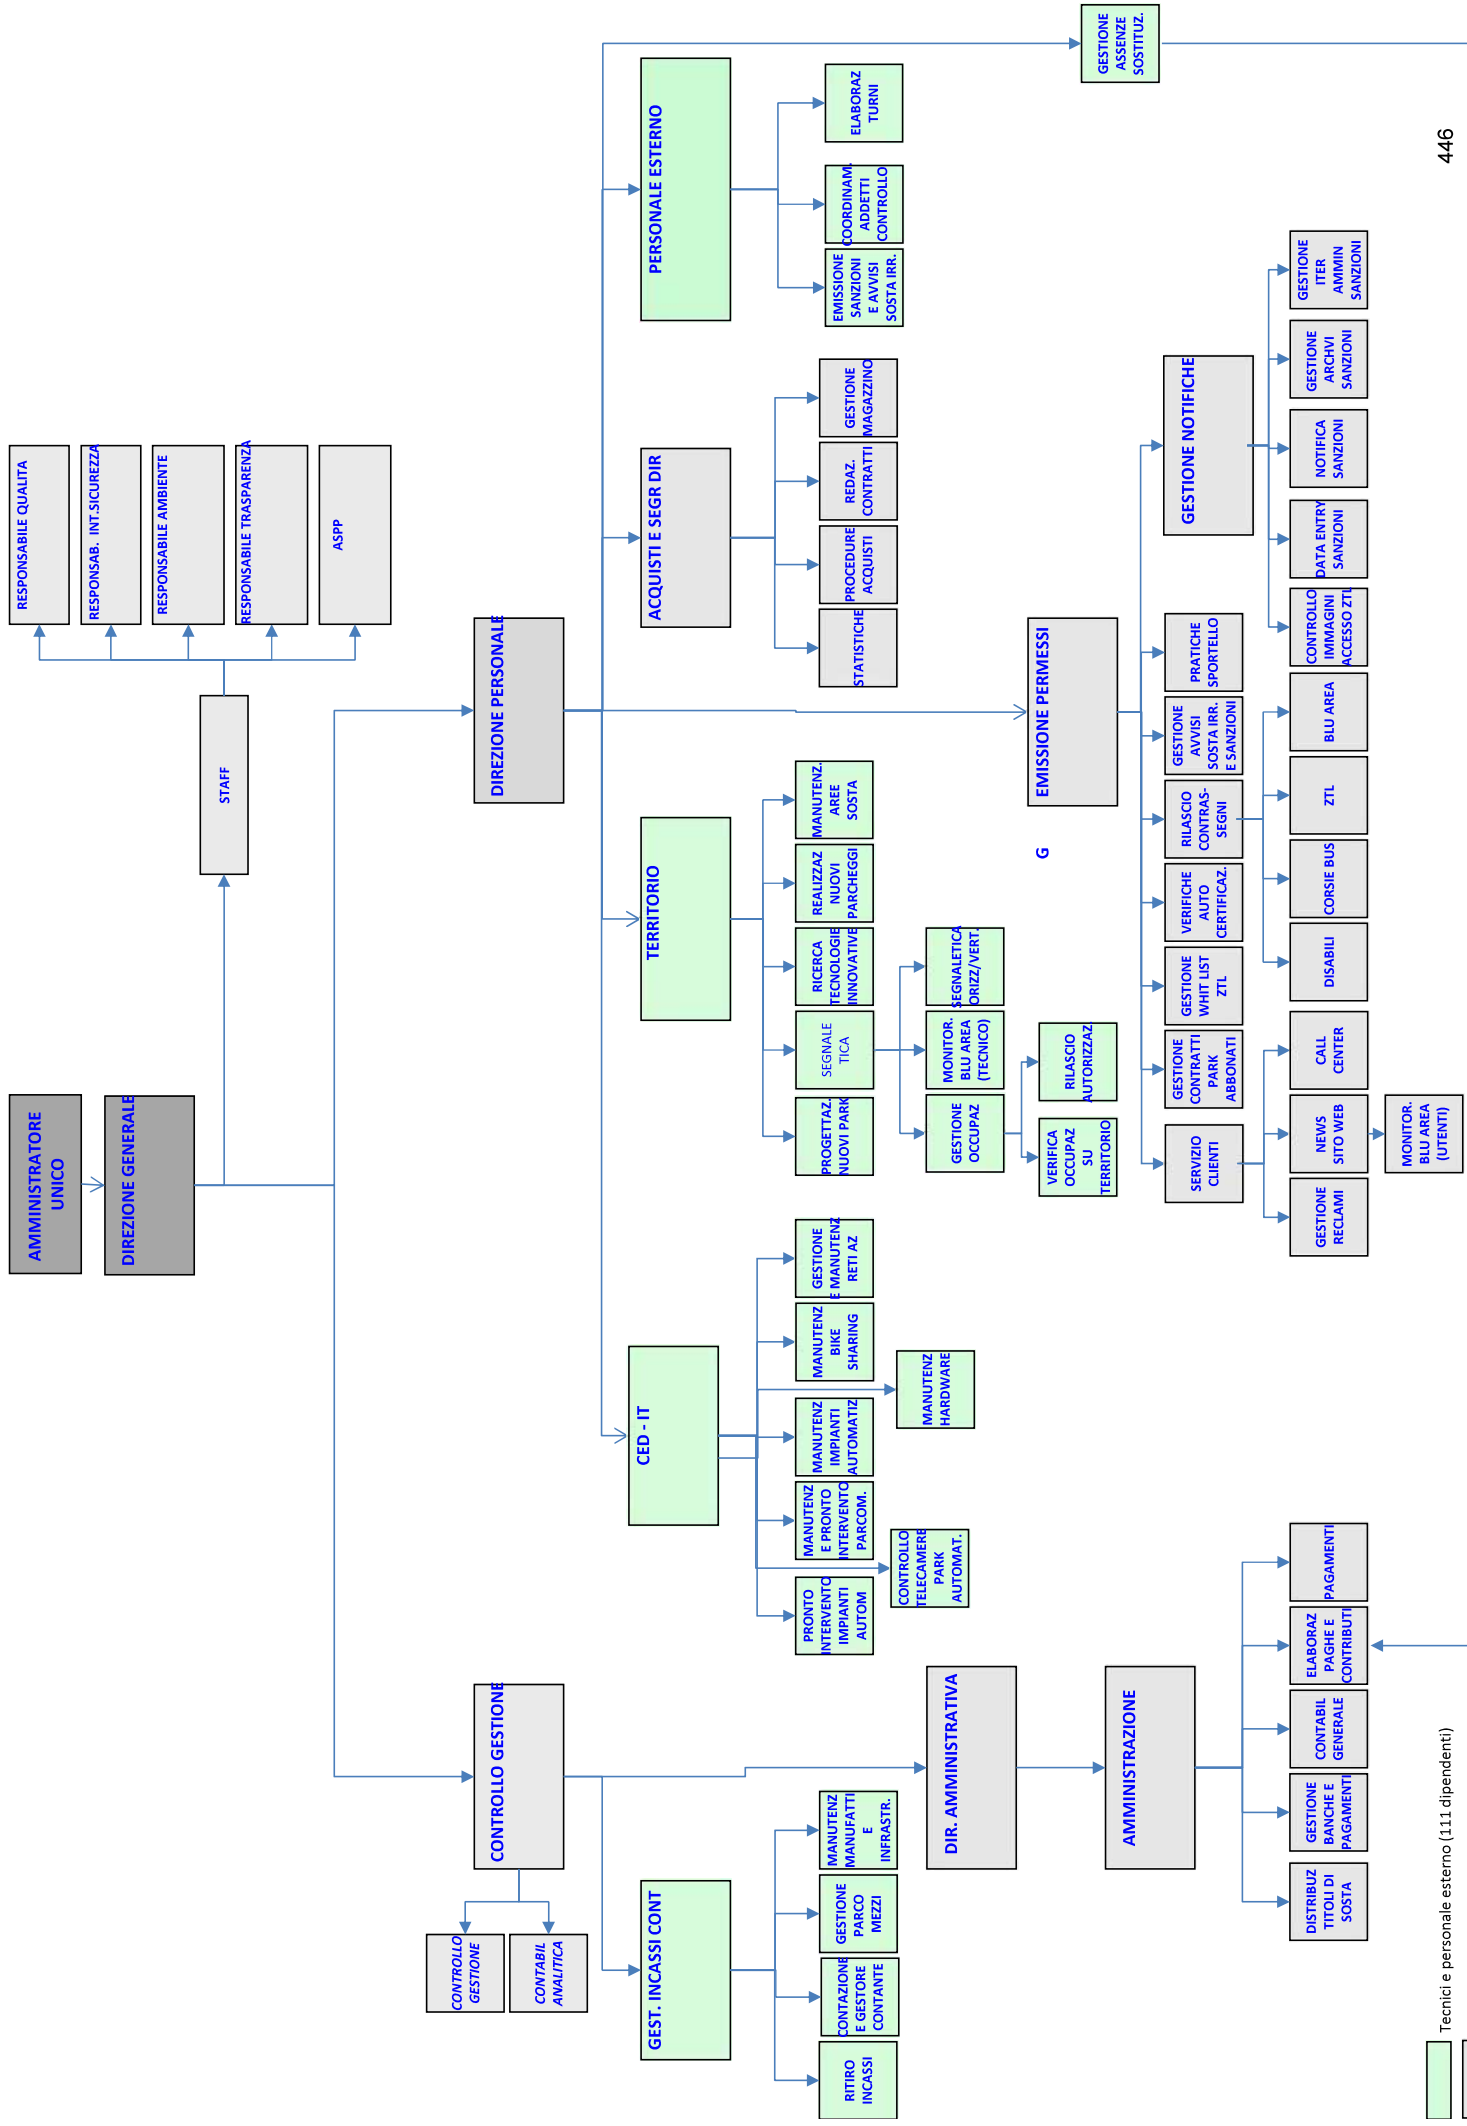 AMMINISTRATORE
UNICO
DIREZIONE GENERALE
STAFF
RESPONSABILE QUALITA
RESPONSAB. INT.SICUREZZA
RESPONSABILE AMBIENTE
RESPONSABILE TRASPARENZA
ASPP
CONTROLLO GESTIONE
DIREZIONE PERSONALE
CONTROLLO
GESTIONE
CONTABIL
ANALITICA
GEST. INCASSI CONT
CED - IT
TERRITORIO
ACQUISTI E SEGR DIR
PERSONALE ESTERNO
RITIRO
INCASSI
CONTAZIONE
E GESTORE
CONTANTE
GESTIONE
PARCO
MEZZI
MANUTENZ
MANUFATTI
E
INFRASTR.
PRONTO
INTERVENTO
IMPIANTI
AUTOM
MANUTENZ
E PRONTO
INTERVENTO
PARCOM.
MANUTENZ
IMPIANTI
AUTOMATIZ
MANUTENZ
BIKE
SHARING
GESTIONE
E MANUTENZ
RETI AZ
CONTROLLO
TELECAMERE
PARK
AUTOMAT.
MANUTENZ
HARDWARE
PROGETTAZ.
NUOVI PARK
SEGNALE
TICA
RICERCA
TECNOLOGIE
INNOVATIVE
REALIZZAZ
NUOVI
PARCHEGGI
MANUTENZ.
AREE
SOSTA
GESTIONE
OCCUPAZ
MONITOR.
BLU AREA
(TECNICO)
SEGNALETICA
ORIZZ/VERT.
VERIFICA
OCCUPAZ
SU
TERRITORIO
RILASCIO
AUTORIZZAZ.
STATISTICHE
PROCEDURE
ACQUISTI
REDAZ.
CONTRATTI
GESTIONE
MAGAZZINO
EMISSIONE
SANZIONI
E AVVISI
SOSTA IRR.
COORDINAM.
ADDETTI
CONTROLLO
ELABORAZ
TURNI
GESTIONE
ASSENZE
SOSTITUZ.
DIR. AMMINISTRATIVA
AMMINISTRAZIONE
DISTRIBUZ
TITOLI DI
SOSTA
GESTIONE
BANCHE E
PAGAMENTI
CONTABIL
GENERALE
ELABORAZ
PAGHE E
CONTRIBUTI
PAGAMENTI
G
EMISSIONE PERMESSI
SERVIZIO
CLIENTI
GESTIONE
CONTRATTI
PARK
ABBONATI
GESTIONE
WHIT LIST
ZTL
VERIFICHE
AUTO
CERTIFICAZ.
RILASCIO
CONTRAS-
SEGNI
GESTIONE
AVVISI
SOSTA IRR.
E SANZIONI
PRATICHE
SPORTELLO
GESTIONE NOTIFICHE
GESTIONE
RECLAMI
NEWS
SITO WEB
CALL
CENTER
MONITOR.
BLU AREA
(UTENTI)
DISABILI
CORSIE BUS
ZTL
BLU AREA
CONTROLLO
IMMAGINI
ACCESSO ZTL
DATA ENTRY
SANZIONI
NOTIFICA
SANZIONI
GESTIONE
ARCHVI
SANZIONI
GESTIONE
ITER
AMMIN
SANZIONI
Tecnici e personale esterno (111 dipendenti)
446